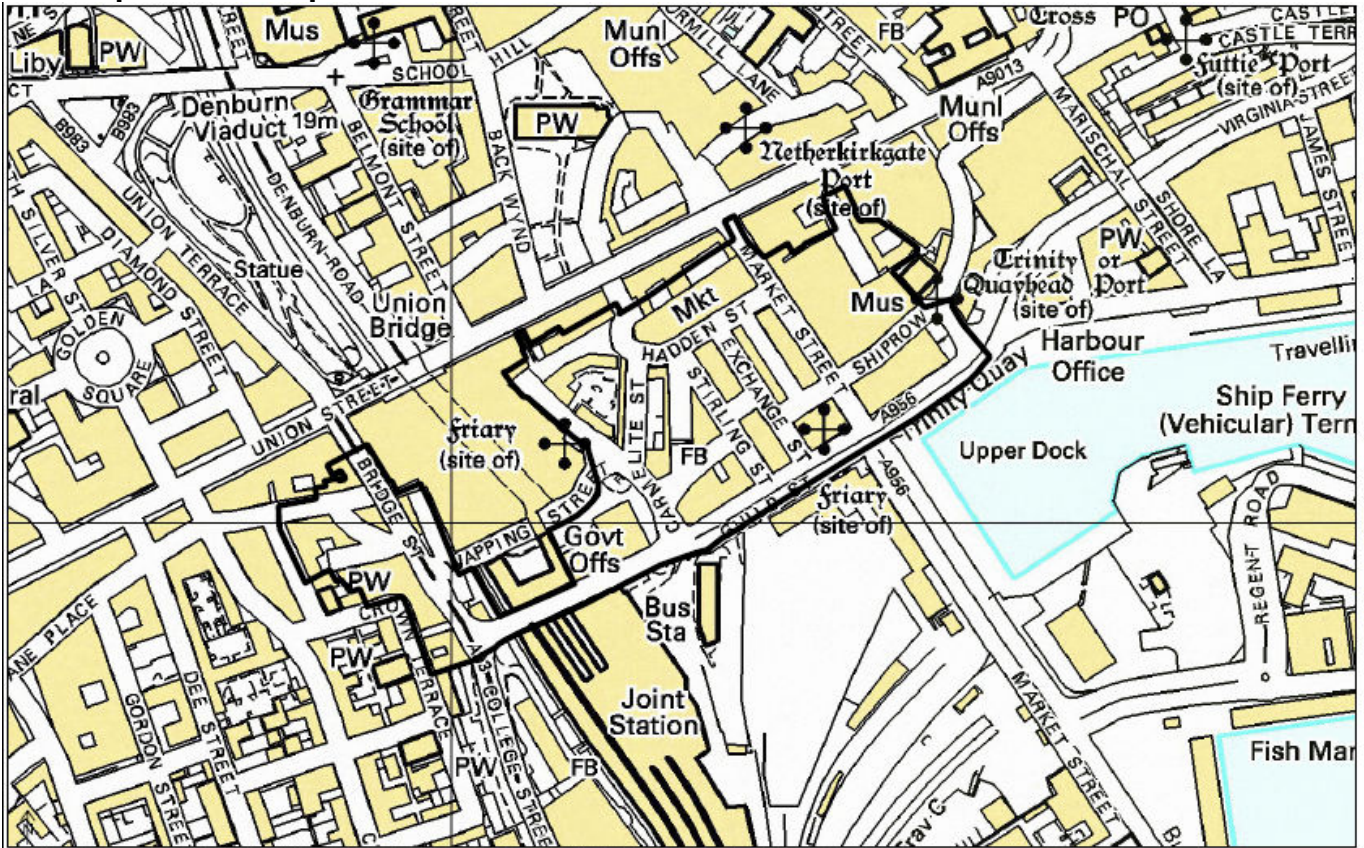 Mus
PO
CASTLE
Liby
PW
Munl
Offs
FB
Cross
CASTLE TERR
SCHOOL HILL
Futtie Port
(site of)
CT
A9013
VIRGINIA STREET
B983
B983
Denburn
Viaduct
19m
Grammar
School
(site of)
PW
Munl
Offs
MARISCHAL STREET
JAMES STREET
BELMONT STREET
BACK WYND
Netherkirkgate
Port
(site of)
UNION TERRACE
DENBURN ROAD
DIAMOND STREET
SHORE LA
PW
or
Port
Trinity
Quayhead
(site of)
Statue
Union
Bridge
Mkt
MARKET STREET
Mus
GOLDEN
SQUARE
HADDEN ST
EXCHANGE ST
STIRLING ST
SHIPROW
Harbour
Office
Trinity Quay
A956
Ship Ferry
(Vehicular) Tern
UNION STREET
Friary
(site of)
CARMELITE ST
FB
Upper Dock
BRIDGE ST
A956
Friary
(site of)
GUILD ST
WAPPING STREET
Govt
Offs
REGENT ROAD
PW
CROWN TERRACE
Bus
Sta
PW
DEE STREET
GORDON STREET
COLLEGE STREET
Joint
Station
MARKET STREET
PW
FB
Fish Mar